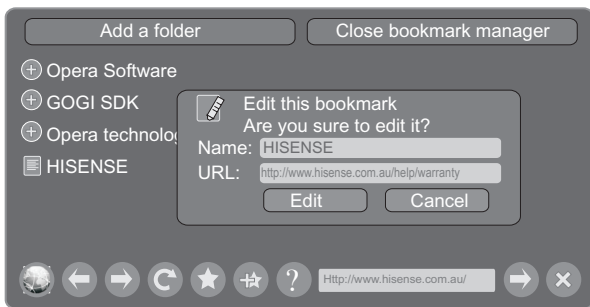 Add a folder
Close bookmark manager
Opera Software
GOGI SDK
Opera technolo
HISENSE
Edit this bookmark
Are you sure to edit it?
Name: HISENSE
URL: http://www.hisense.com.au/help/warranty
Edit
Cancel
?
Http://www.hisense.com.au/